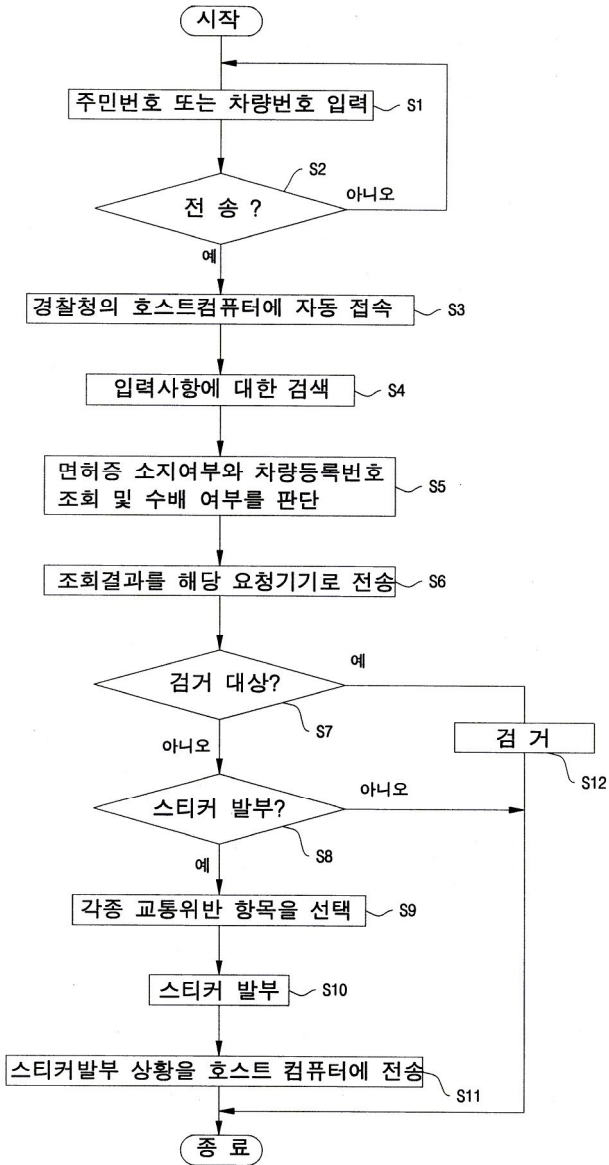 시작
주민번호 또는 차량번호 입력
S1
S2
전 송 ?
아니오
예
경찰청의 호스트컴퓨터에 자동 접속
S3
입력사항에 대한 검색
S4
면허증 소지여부와 차량등록번호
조회 및 수배 여부를 판단
S5
조회결과를 해당 요청기기로 전송
S6
예
검거 대상?
S7
아니오
검 거
S12
스티커 발부?
아니오
S8
예
각종 교통위반 항목을 선택
S9
스티커 발부
S10
스티커발부 상황을 호스트 컴퓨터에 전송
S11
종 료